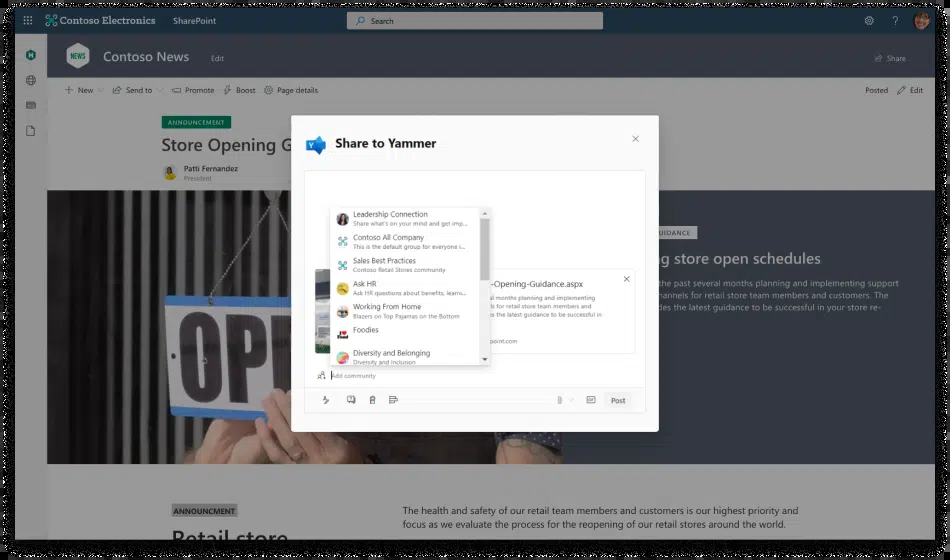 Contoso Electronics
SharePoint
Search
?
NEWS
Contoso News
Edit
Share
New
Send to
Promote
Boost
Page details
Posted
Edit
ANNOUNCEMENT
Store Opening G
Patti Fernandez
President
OPE
Share to Yammer
Leadership Connection
Share what's on your mind and get imp...
Contoso All Company
This is the default group for everyone i...
Sales Best Practices
Contoso Retail Stores community
Ask HR
Ask HR questions about benefits, learni...
Working From Home
Blazers on Top Pajamas on the Bottom
Foodies
Diversity and Belonging
Diversity and Inclusion
-Opening-Guidance.aspx
al months planning and implementing
ls for retail store team members and
es the latest guidance to be successful in
point.com
Add community
Post
UIDANCE
g store open schedules
the past several months planning and implementing support
hannels for retail store team members and customers. The
des the latest guidance to be successful in your store re-
ANNOUNCMENT
Retail store
The health and safety of our retail team members and customers is our highest priority and
focus as we evaluate the process for the reopening of our retail stores around the world.